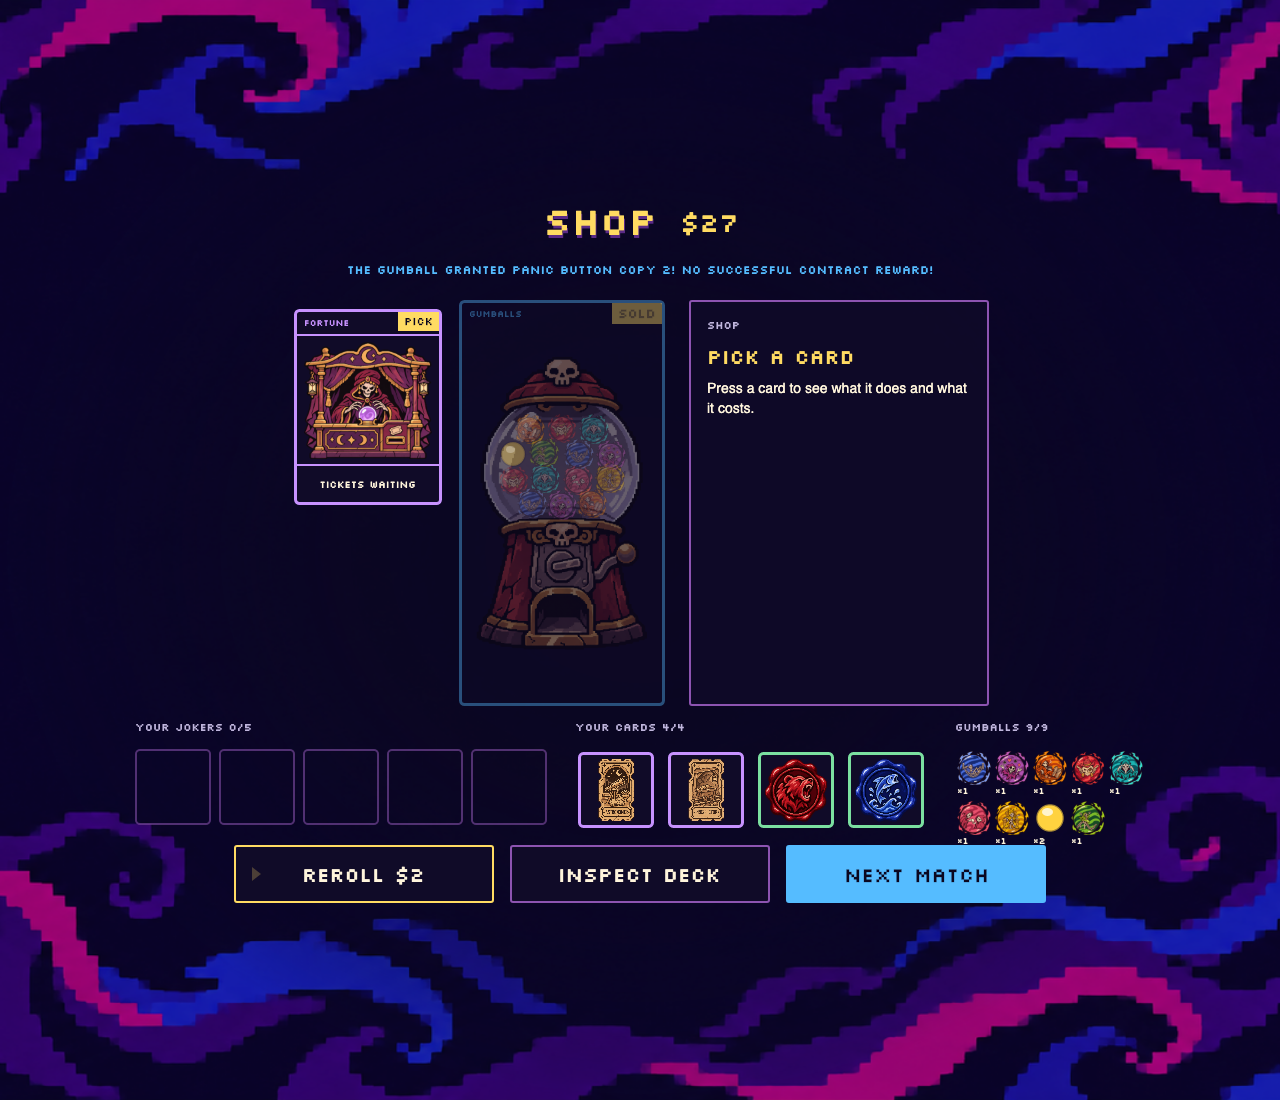 SHOP $27
THE GUMBALL GRANTED PANIC BUTTON COPY 2! NO SUCCESSFUL CONTRACT REWARD!
FORTUNE PICK
TICKETS WAITING
GUMBALLS SOLD
SHOP
PICK A CARD
Press a card to see what it does and what
it costs.
YOUR JOKERS 0/5
YOUR CARDS 4/4
GUMBALLS 9/9
×1 ×1 ×1 ×1 ×1
×1 ×1 ×2 ×1
REROLL $2
INSPECT DECK
NEXT MATCH